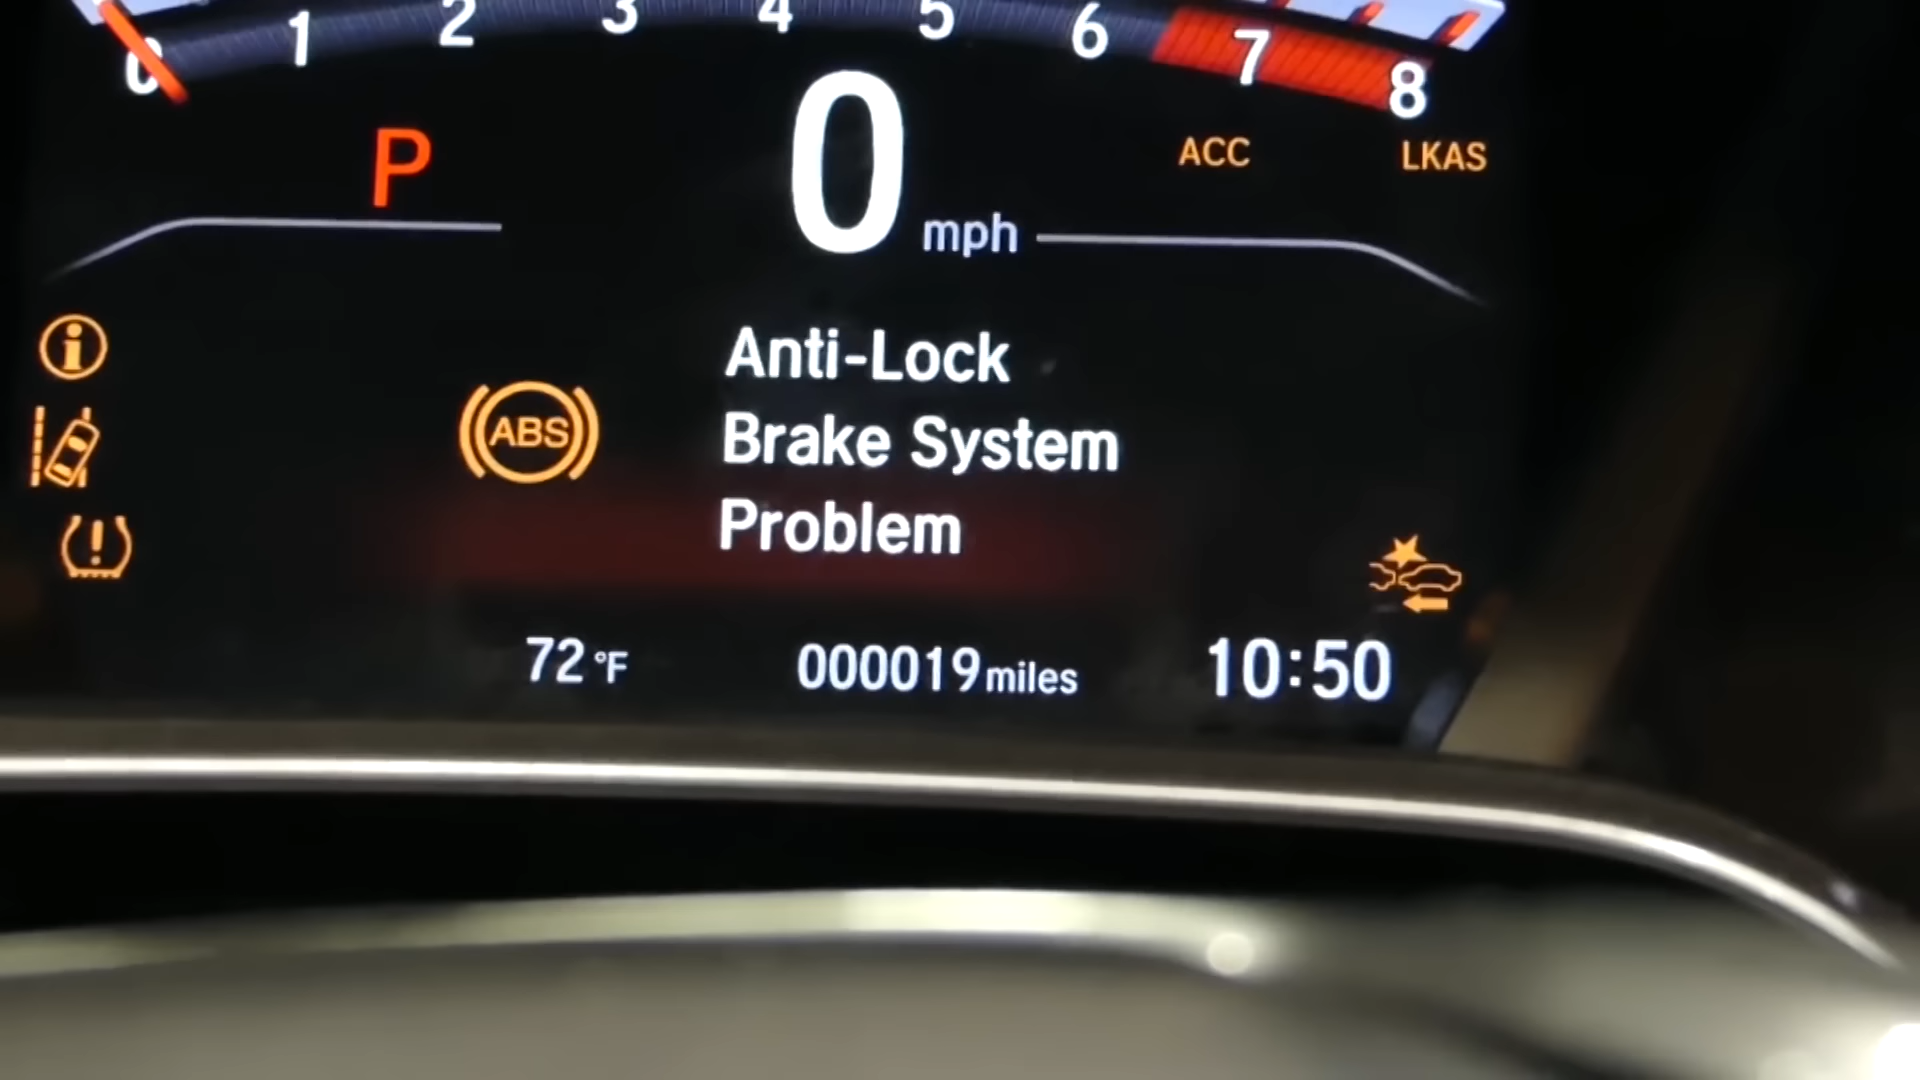 0 1 2 3 4 5 6 7 8
P 0 mph ACC LKAS
Anti-Lock
ABS Brake System
Problem
72 °F 000019 miles 10:50